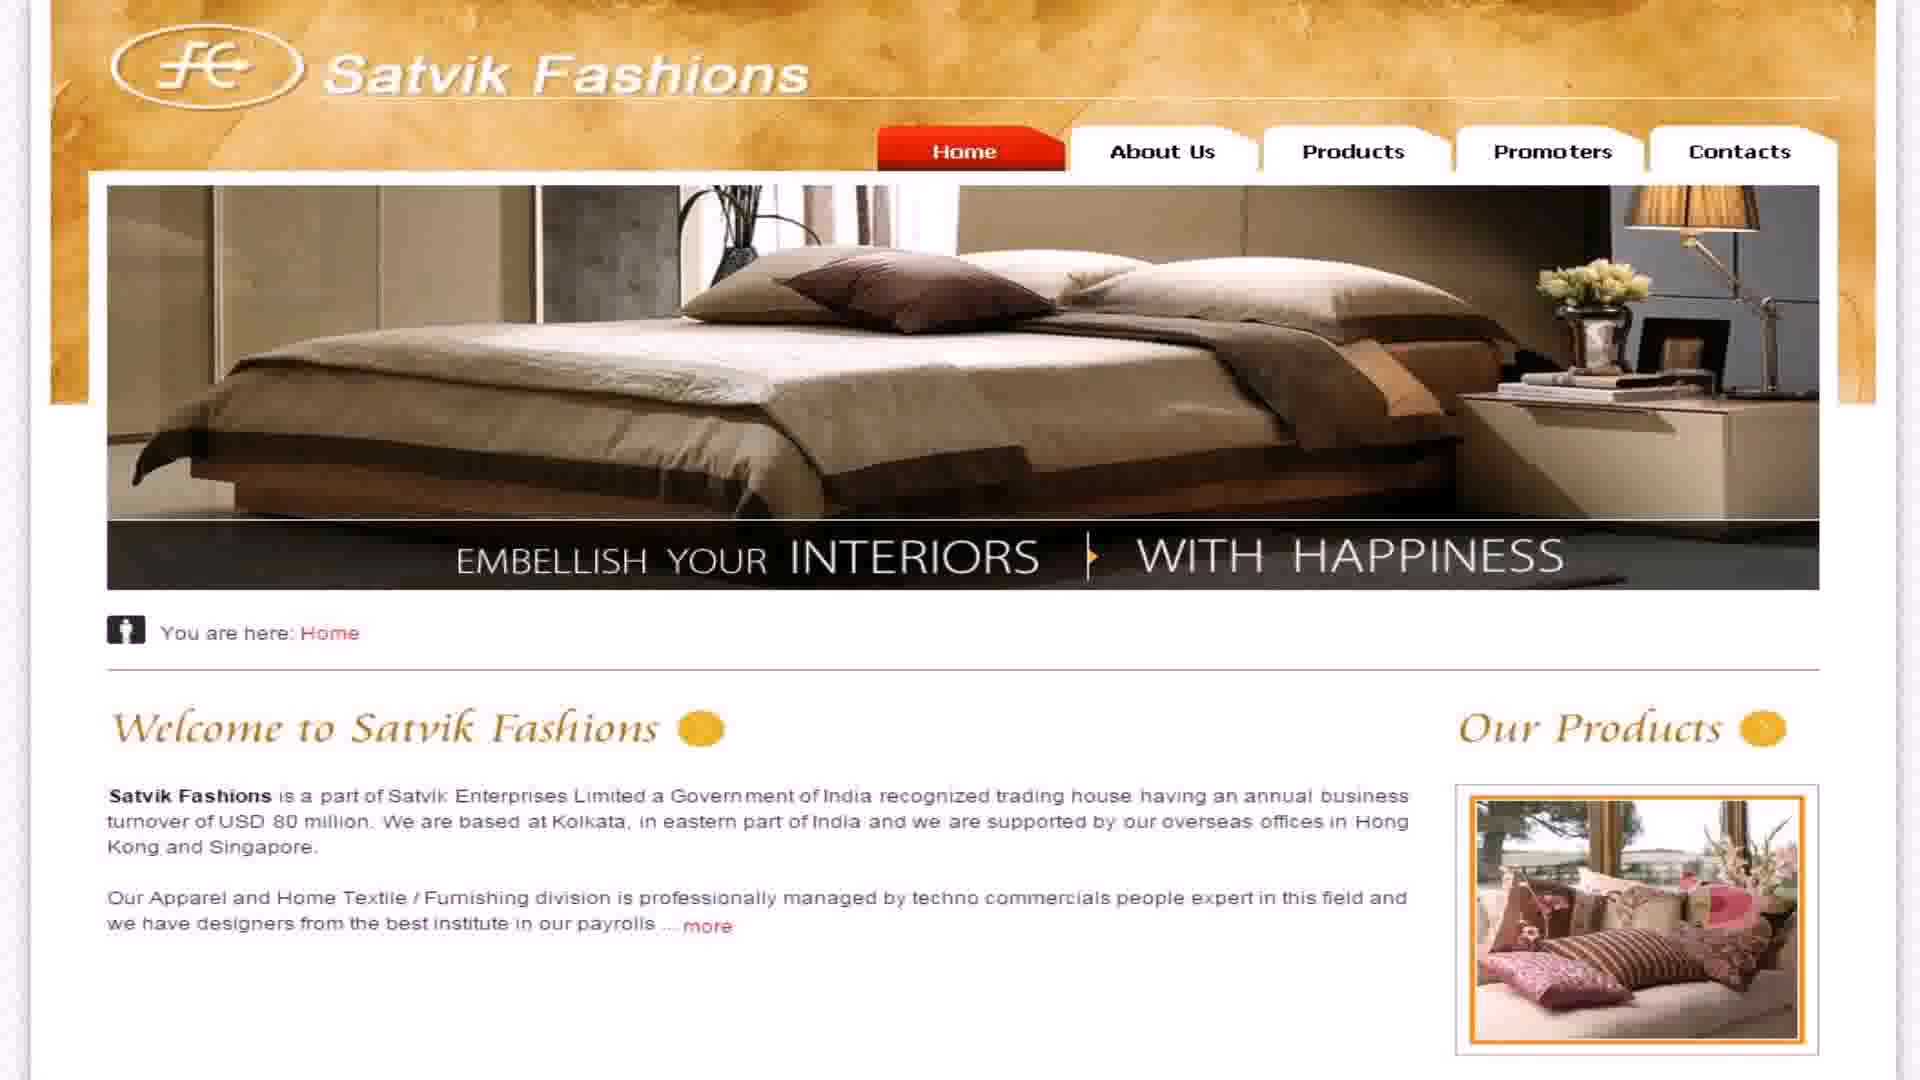 Satvik Fashions
Home About Us Products Promoters Contacts
EMBELLISH YOUR INTERIORS WITH HAPPINESS
You are here: Home
Welcome to Satvik Fashions
Our Products
Satvik Fashions is a part of Satvik Enterprises Limited a Government of India recognized trading house having an annual business
turnover of USD 80 million. We are based at Kolkata, in eastern part of India and we are supported by our overseas offices in Hong
Kong and Singapore.
Our Apparel and Home Textile / Furnishing division is professionally managed by techno commercials people expert in this field and
we have designers from the best institute in our payrolls ... more